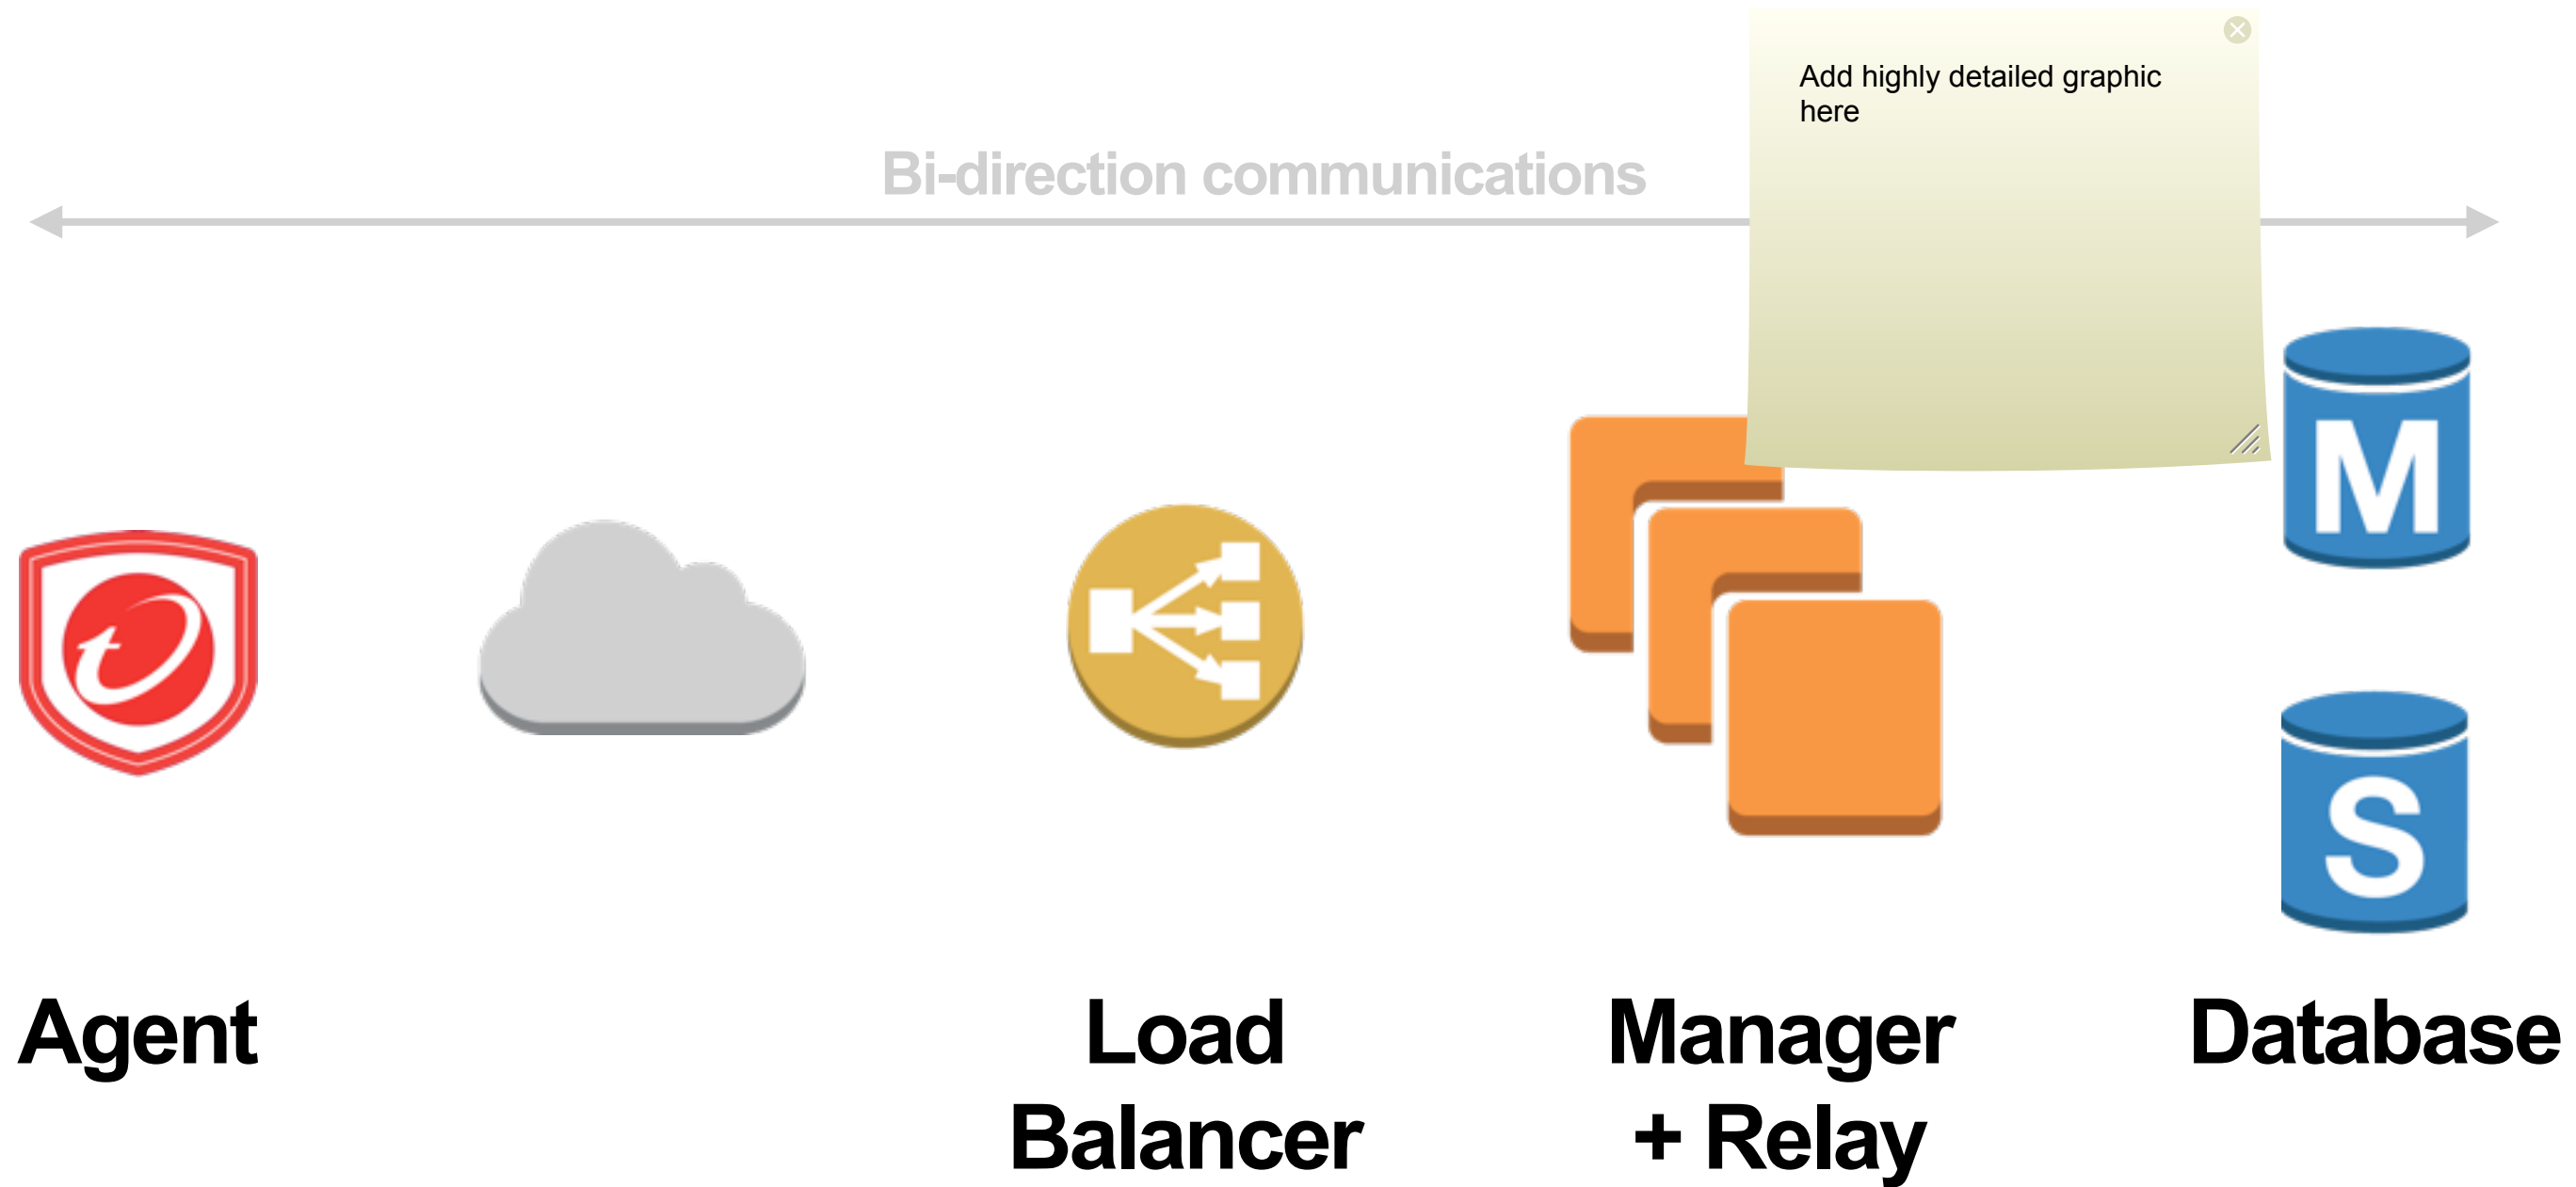 Add highly detailed graphic
here
Bi-direction communications
M
S
Agent
Load
Balancer
Manager
+ Relay
Database